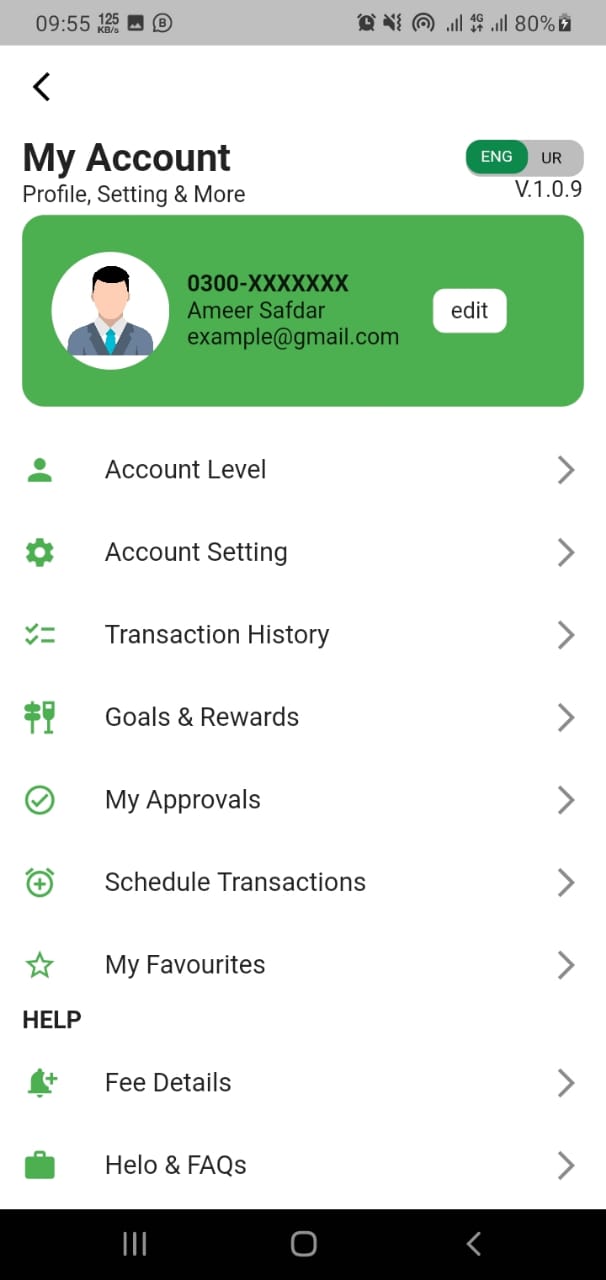 09:55 125 KB/s B 4G 80%
My Account
ENG UR
Profile, Setting & More
V.1.0.9
0300-XXXXXXX
Ameer Safdar
example@gmail.com
edit
Account Level
Account Setting
Transaction History
Goals & Rewards
My Approvals
Schedule Transactions
My Favourites
HELP
Fee Details
Helo & FAQs